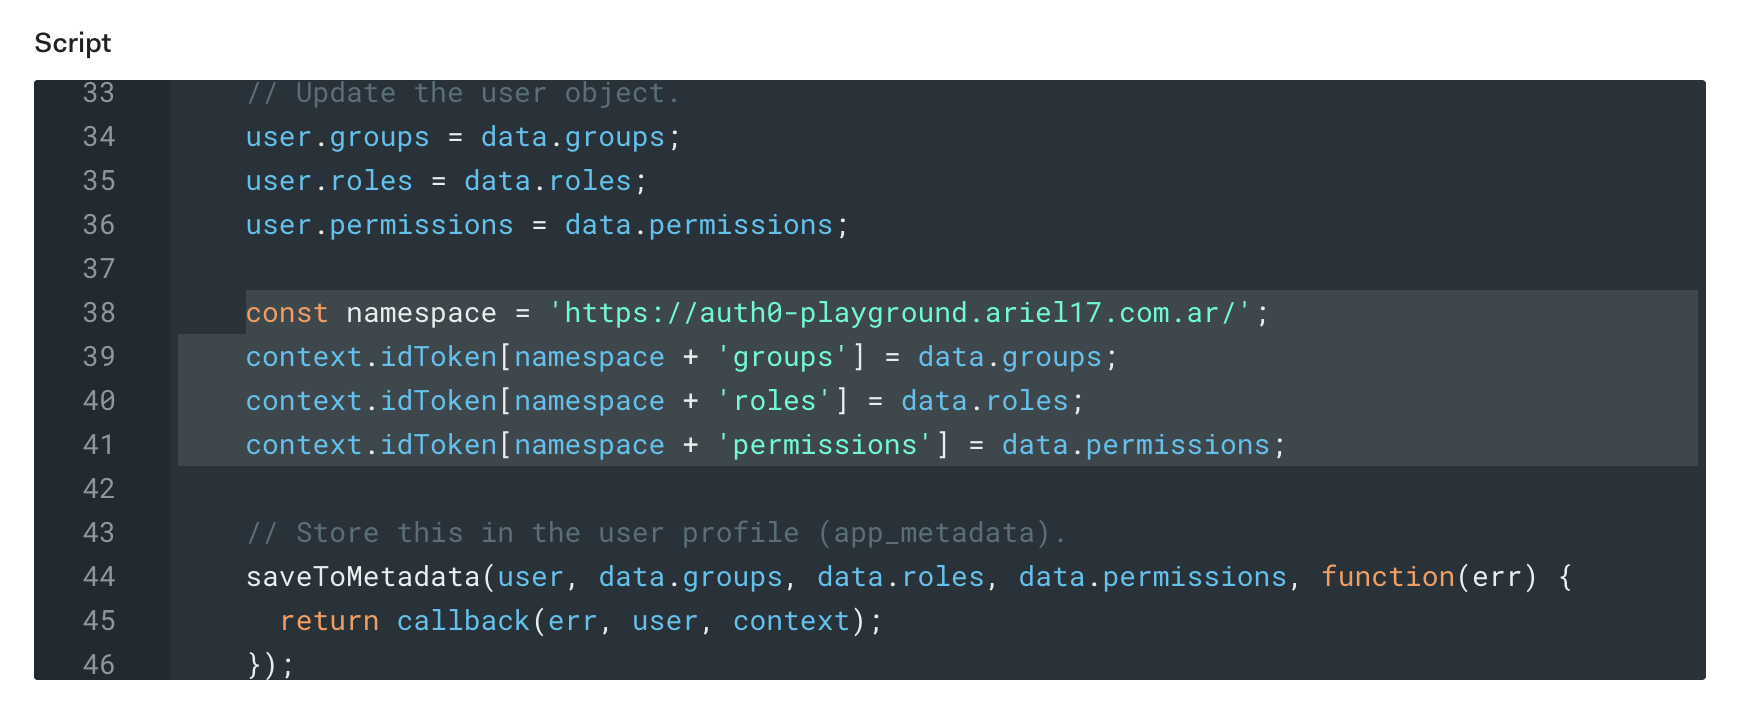 Script
33 // Update the user object.
34 user.groups = data.groups;
35 user.roles = data.roles;
36 user.permissions = data.permissions;
37
38 const namespace = 'https://auth0-playground.ariel17.com.ar/';
39 context.idToken[namespace + 'groups'] = data.groups;
40 context.idToken[namespace + 'roles'] = data.roles;
41 context.idToken[namespace + 'permissions'] = data.permissions;
42
43 // Store this in the user profile (app_metadata).
44 saveToMetadata(user, data.groups, data.roles, data.permissions, function(err) {
45 return callback(err, user, context);
46 });